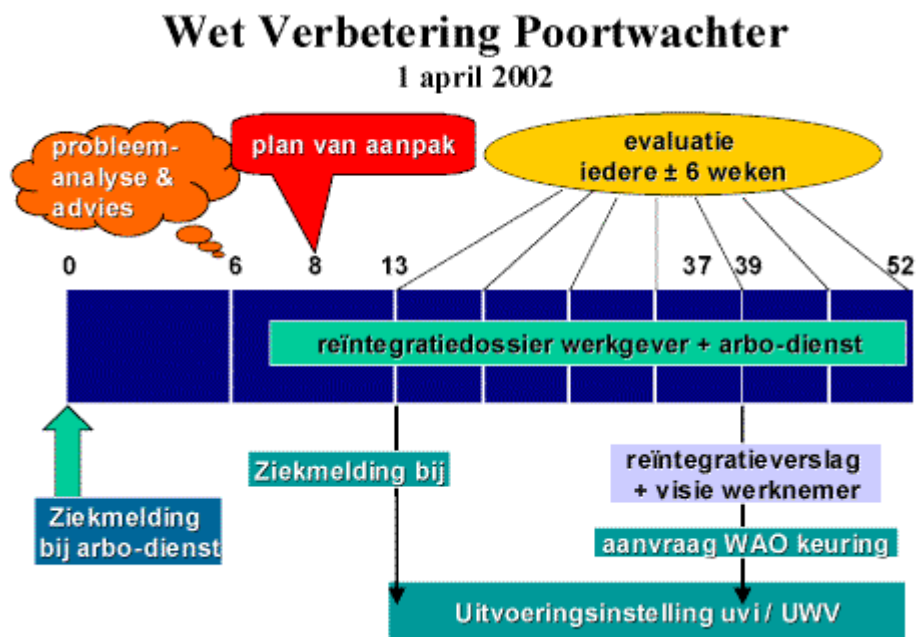 Wet Verbetering Poortwachter
1 april 2002
probleem-
analyse &
advies
plan van aanpak
evaluatie
iedere ± 6 weken
0 6 8 13 37 39 52
reïntegratiedossier werkgever + arbo-dienst
Ziekmelding bij
reïntegratieverslag
+ visie werknemer
Ziekmelding
bij arbo-dienst
aanvraag WAO keuring
Uitvoeringsinstelling uvi / UWV